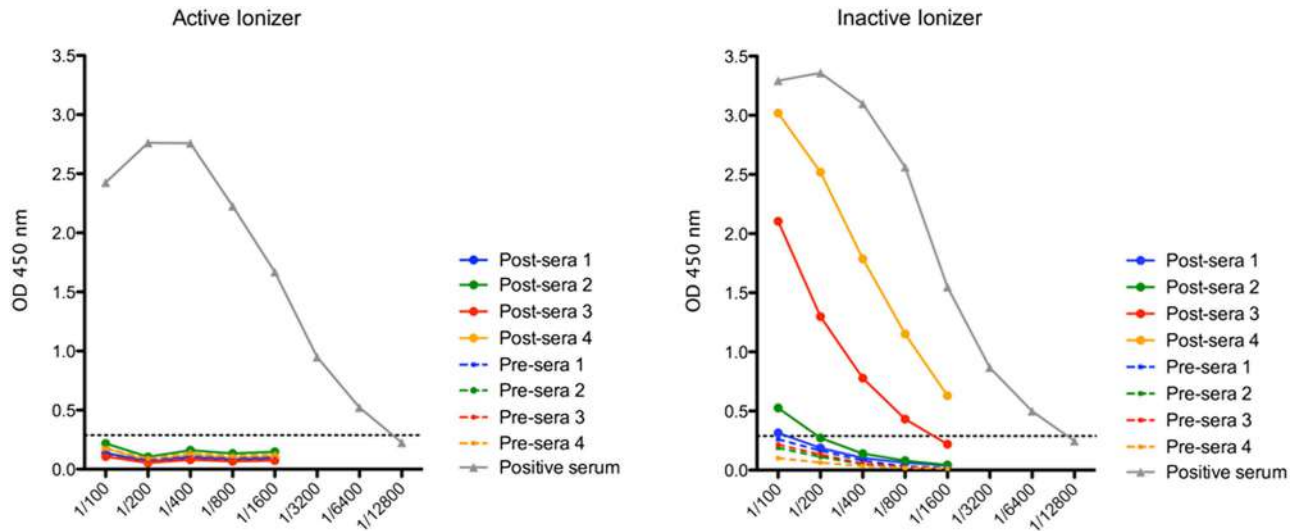 Active Ionizer
OD 450 nm
3.5
3.0
2.5
2.0
1.5
1.0
0.5
0.0
1/100
1/200
1/400
1/800
1/1600
1/3200
1/6400
1/12800
Post-sera 1
Post-sera 2
Post-sera 3
Post-sera 4
Pre-sera 1
Pre-sera 2
Pre-sera 3
Pre-sera 4
Positive serum
Inactive Ionizer
OD 450 nm
3.5
3.0
2.5
2.0
1.5
1.0
0.5
0.0
1/100
1/200
1/400
1/800
1/1600
1/3200
1/6400
1/12800
Post-sera 1
Post-sera 2
Post-sera 3
Post-sera 4
Pre-sera 1
Pre-sera 2
Pre-sera 3
Pre-sera 4
Positive serum